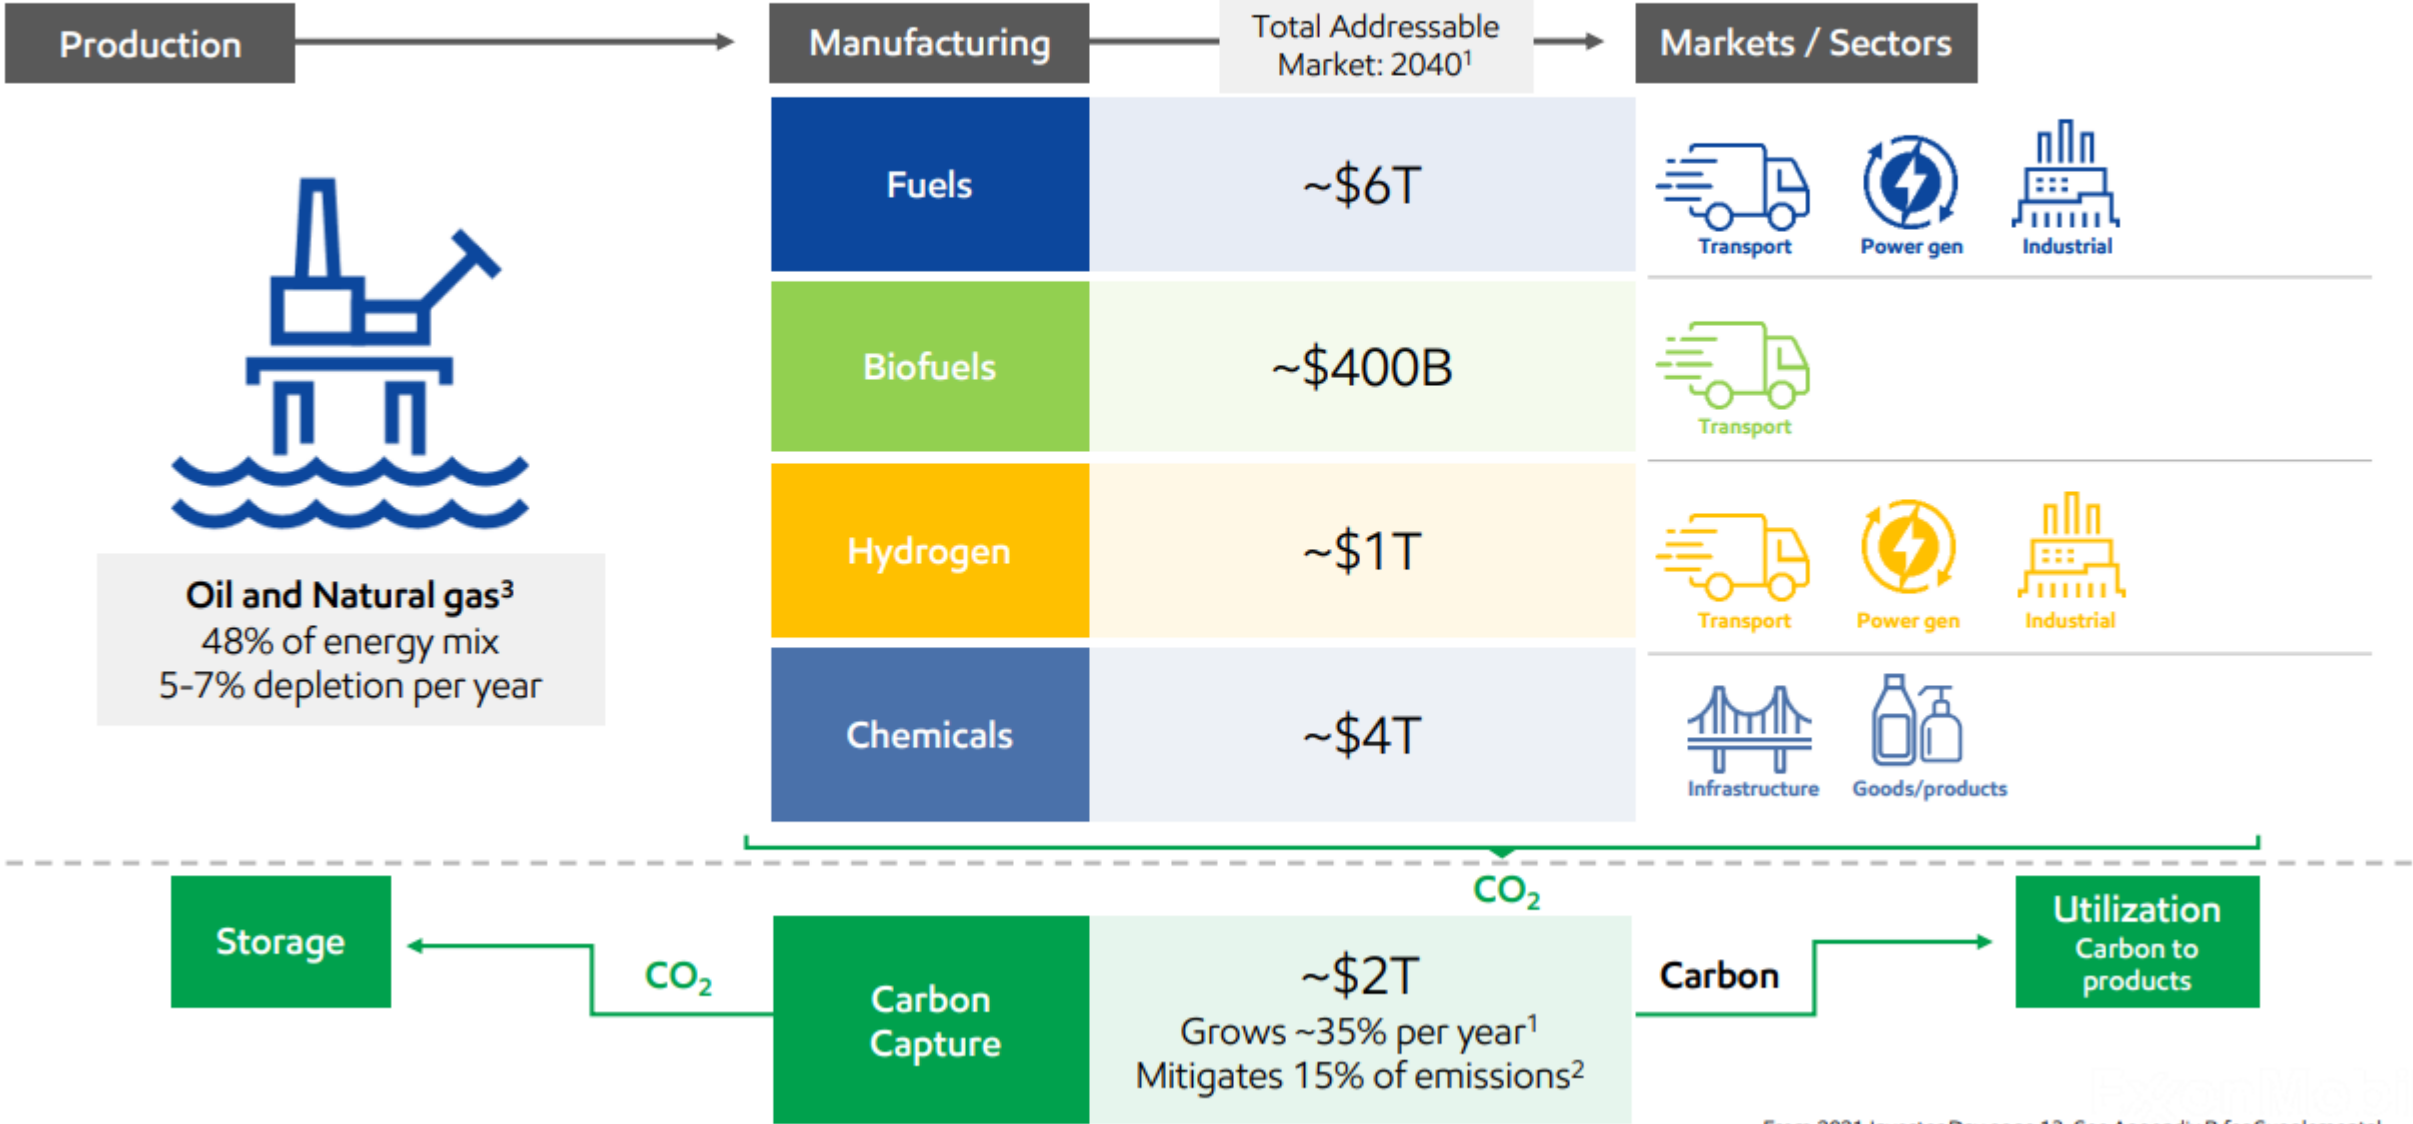 Production
Manufacturing
Total Addressable
Market: 2040¹
Markets / Sectors
Fuels
~$6T
Transport
Power gen
Industrial
Biofuels
~$400B
Transport
Hydrogen
~$1T
Transport
Power gen
Industrial
Oil and Natural gas³
48% of energy mix
5-7% depletion per year
Chemicals
~$4T
Infrastructure
Goods/products
CO₂
Storage
CO₂
Carbon
Capture
~$2T
Grows ~35% per year¹
Mitigates 15% of emissions²
Carbon
Utilization
Carbon to
products
ExxonMobil